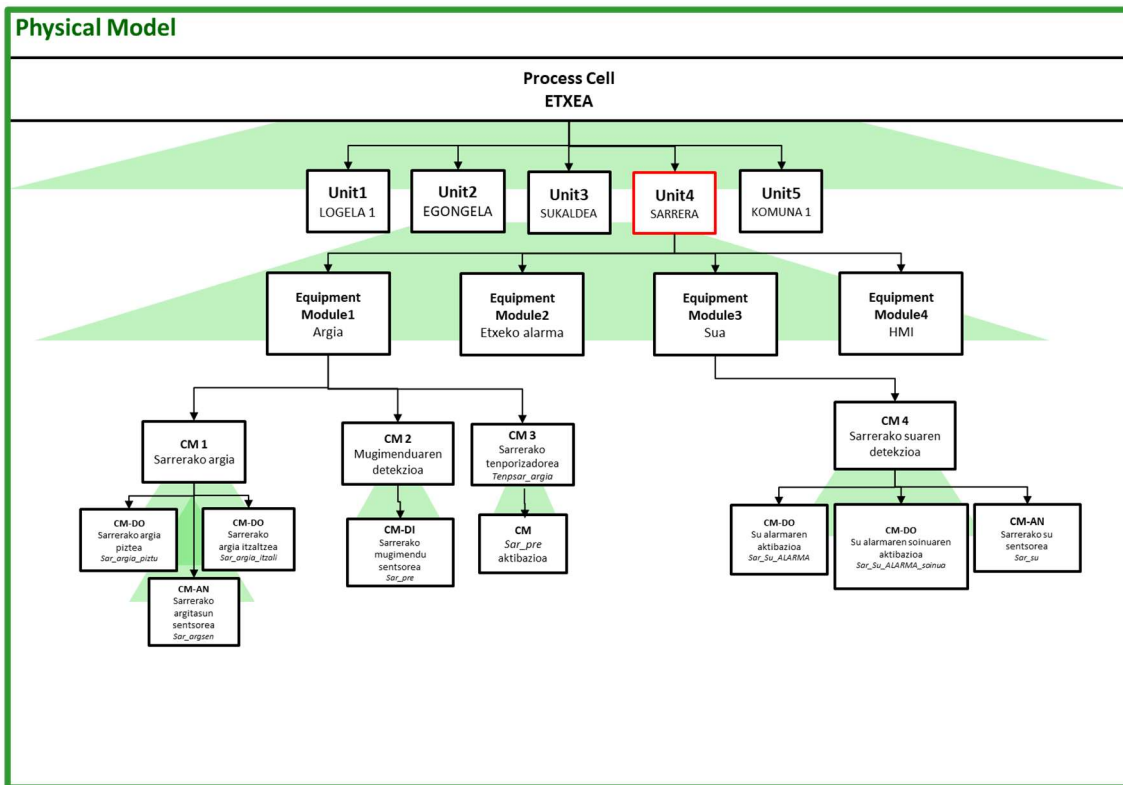 Physical Model
Process Cell
ETXEA
Unit1
LOGELA 1
Unit2
EGONGELA
Unit3
SUKALDEA
Unit4
SARRERA
Unit5
KOMUNA 1
Equipment
Module1
Argia
Equipment
Module2
Etxeko alarma
Equipment
Module3
Sua
Equipment
Module4
HMI
CM 1
Sarrerako argia
CM 2
Mugimenduaren
detekzioa
CM 3
Sarrerako
tenporizadorea
Tenpsar_argia
CM 4
Sarrerako suaren
detekzioa
CM-DO
Sarrerako argia
piztea
Sar_argia_piztu
CM-DO
Sarrerako
argia itzaltzea
Sar_argia_itzali
CM-AN
Sarrerako
argitasun
sentsorea
Sar_argsen
CM-DI
Sarrerako
mugimendu
sentsorea
Sar_pre
CM
Sar_pre
aktibazioa
CM-DO
Su alarmaren
aktibazioa
Sar_Su_ALARMA
CM-DO
Su alarmaren soinuaren
aktibazioa
Sar_Su_ALARMA_soinua
CM-AN
Sarrerako su
sentsorea
Sar_su